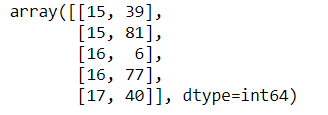 array([[15, 39],
       [15, 81],
       [16,  6],
       [16, 77],
       [17, 40]], dtype=int64)